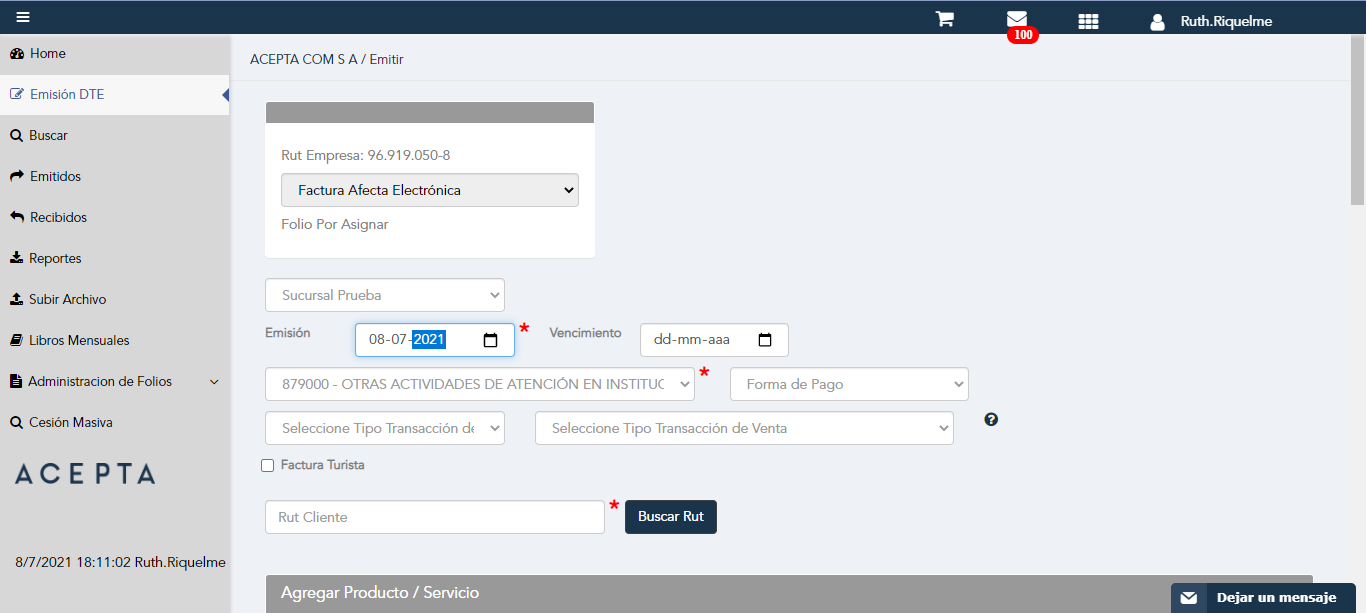 Ruth.Riquelme
100
Home
ACEPTA COM S A / Emitir
Emisión DTE
Buscar
Rut Empresa: 96.919.050-8
Emitidos
Factura Afecta Electrónica
Recibidos
Folio Por Asignar
Reportes
Subir Archivo
Sucursal Prueba
Libros Mensuales
Emisión
08-07-2021
*
Vencimiento
dd-mm-aaa
Administracion de Folios
879000 - OTRAS ACTIVIDADES DE ATENCIÓN EN INSTITUC
*
Forma de Pago
Cesión Masiva
Seleccione Tipo Transacción de
Seleccione Tipo Transacción de Venta
?
Factura Turista
ACEPTA
Rut Cliente
*
Buscar Rut
8/7/2021 18:11:02 Ruth.Riquelme
Agregar Producto / Servicio
Dejar un mensaje